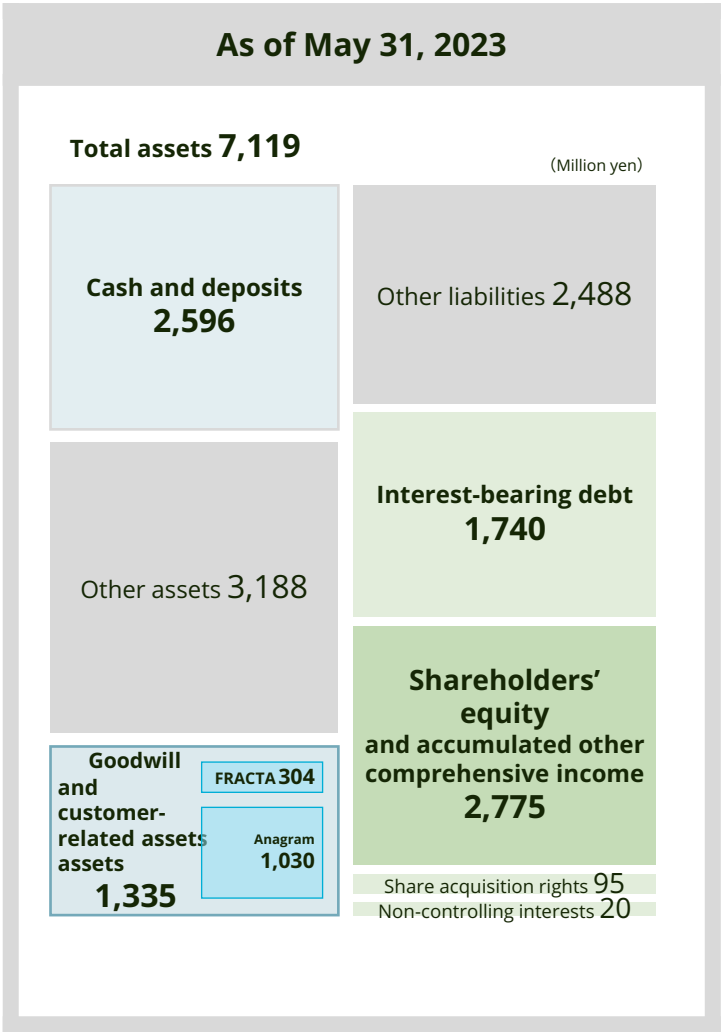 As of May 31, 2023
Total assets 7,119
(Million yen)
Cash and deposits
2,596
Other assets 3,188
Goodwill
and
customer-
related assets
assets
1,335
FRACTA 304
Anagram
1,030
Other liabilities 2,488
Interest-bearing debt
1,740
Shareholders’
equity
and accumulated other
comprehensive income
2,775
Share acquisition rights 95
Non-controlling interests 20